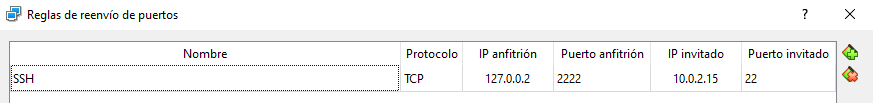 Reglas de reenvío de puertos
Nombre Protocolo IP anfitrión Puerto anfitrión IP invitado Puerto invitado
SSH TCP 127.0.0.2 2222 10.0.2.15 22